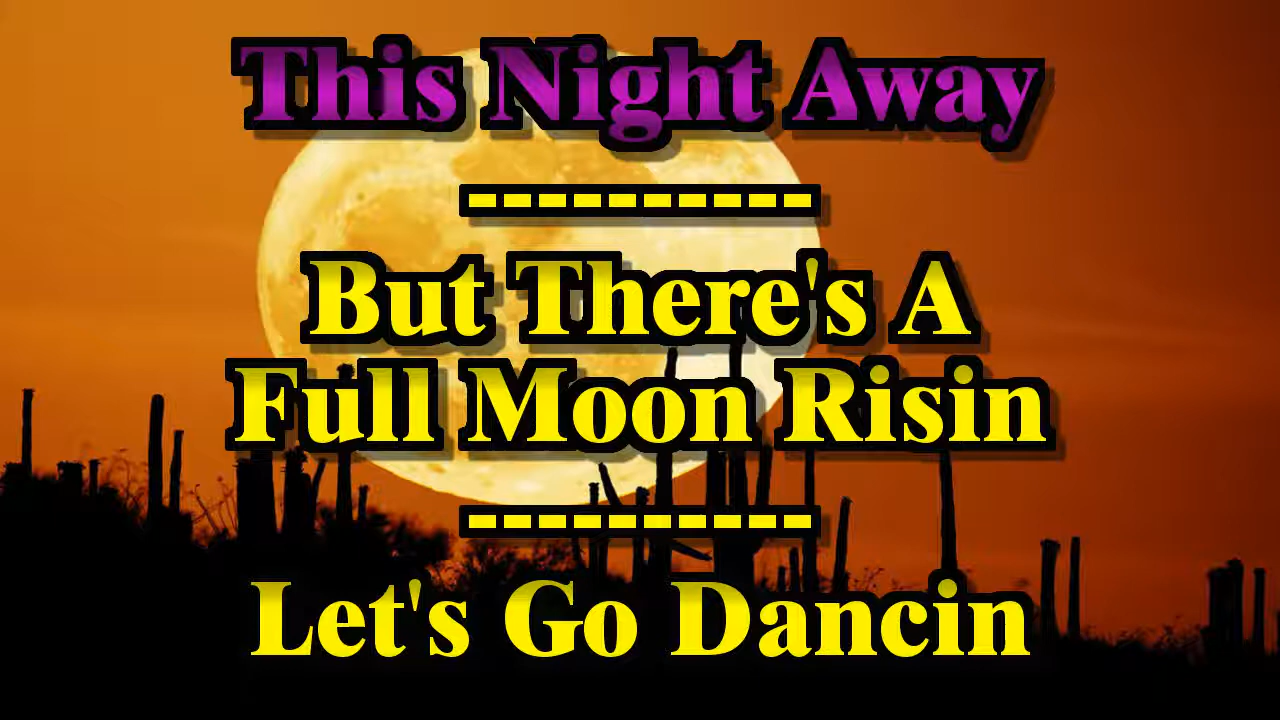 This Night Away
----------
But There's A
Full Moon Risin
----------
Let's Go Dancin